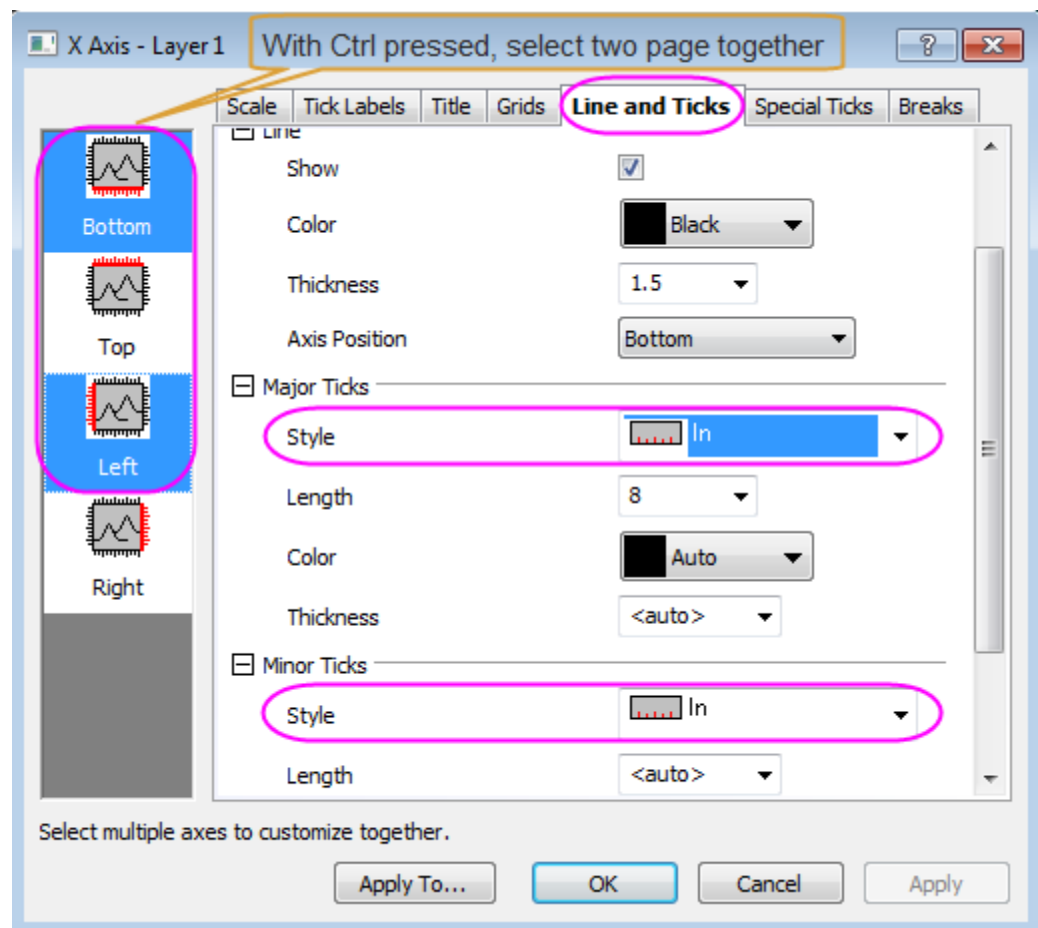 X Axis - Layer 1
With Ctrl pressed, select two page together
Scale Tick Labels Title Grids Line and Ticks Special Ticks Breaks
Bottom
Top
Left
Right
Line
Show
Color Black
Thickness 1.5
Axis Position Bottom
Major Ticks
Style In
Length 8
Color Auto
Thickness <auto>
Minor Ticks
Style In
Length <auto>
Select multiple axes to customize together.
Apply To... OK Cancel Apply